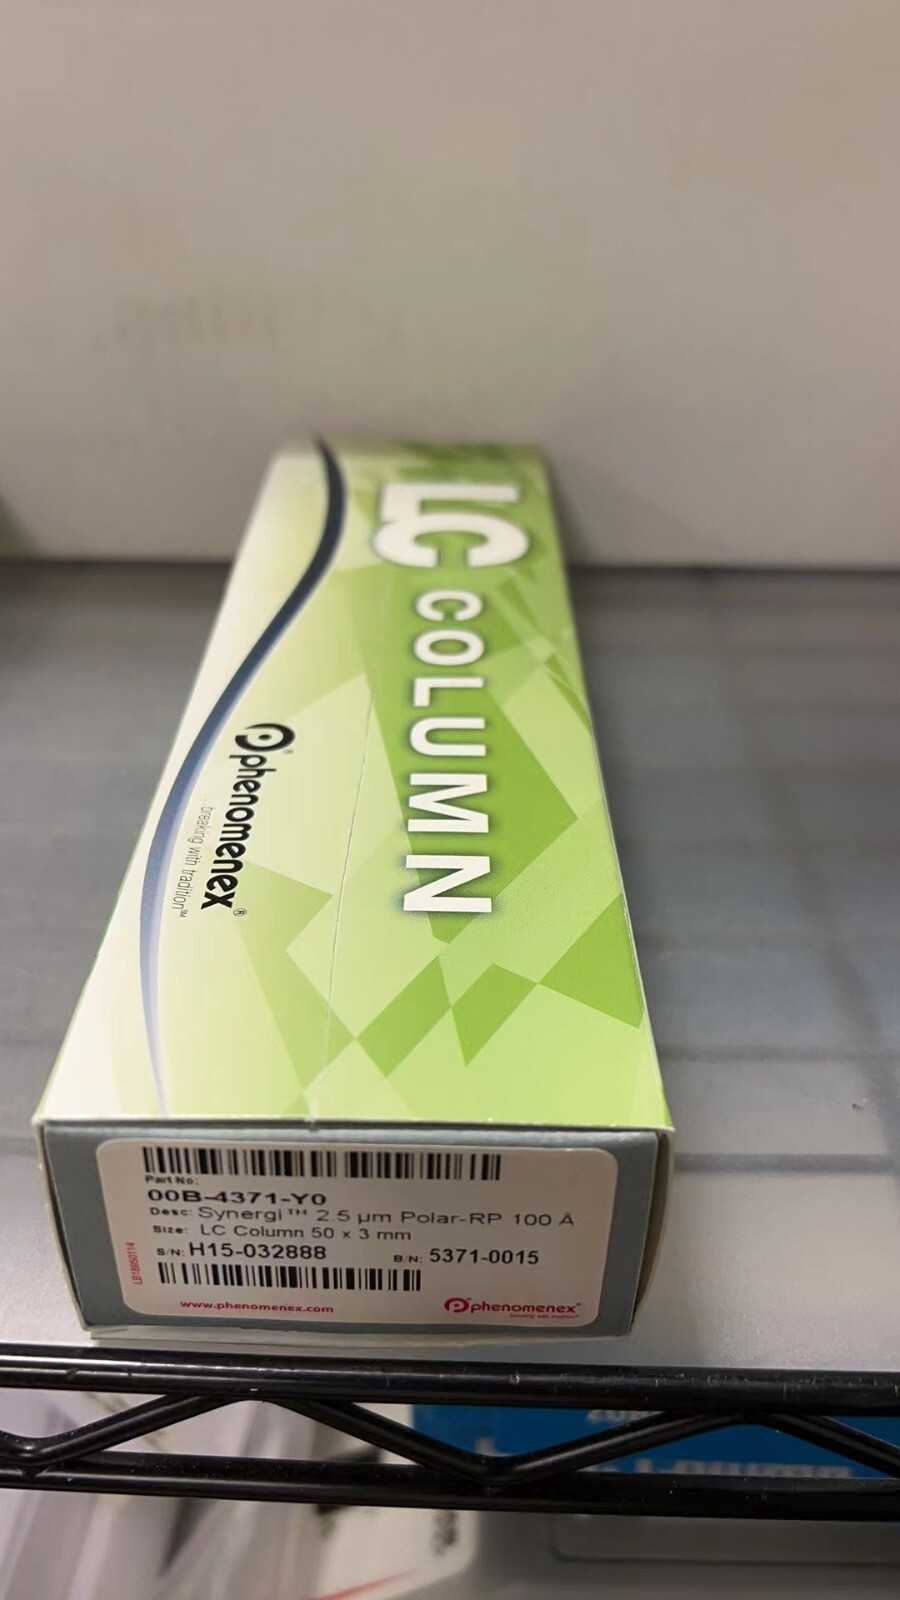 LC COLUMN
phenomenex®
...breaking with tradition™
Part No:
00B-4371-Y0
Desc: Synergi™ 2.5 µm Polar-RP 100 Å
Size: LC Column 50 x 3 mm
S/N: H15-032888 B/N: 5371-0015
www.phenomenex.com phenomenex®